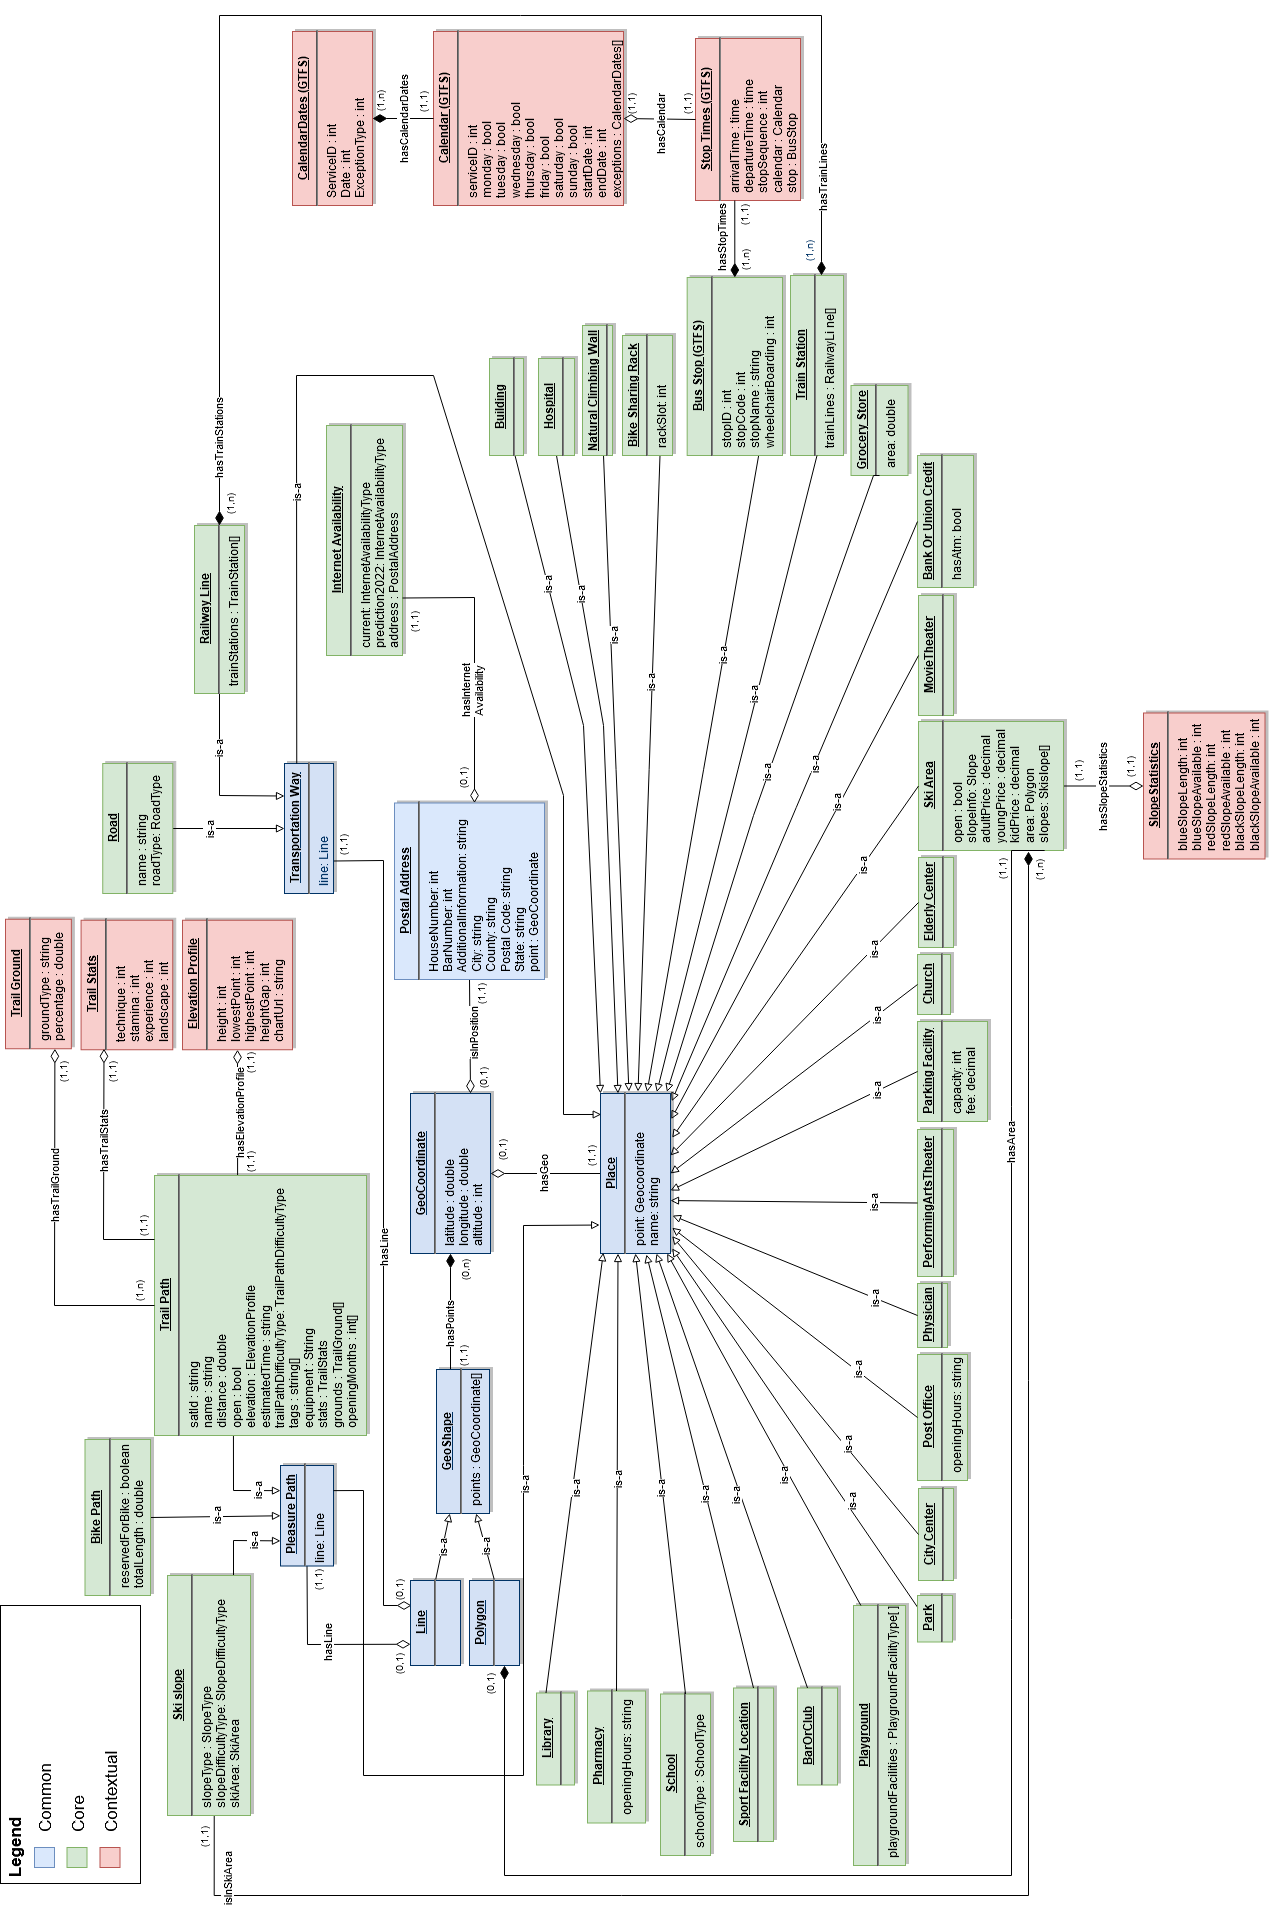 Legend
Common
Core
Contextual
Trail Ground
groundType : string
percentage : double
(1,1)
hasTrailGround
(1,n)
Trail Stats
technique : int
stamina : int
experience : int
landscape : int
(1,1)
hasTrailStats
(1,1)
Elevation Profile
height : int
lowestPoint : int
highestPoint : int
heightGap : int
chartUrl : string
(1,1)
hasElevationProfile
(1,1)
Trail Path
satId : string
name : string
distance : double
open : bool
elevation : ElevationProfile
estimatedTime : string
trailPathDifficultyType: TrailPathDifficultyType
tags : string[]
equipment : String
stats : TrailStats
grounds : TrailGround[]
openingMonths : int[]
is-a
Bike Path
reservedForBike : boolean
totalLength : double
is-a
Ski slope
slopeType : SlopeType
slopeDifficultyType: SlopeDifficultyType
skiArea: SkiArea
is-a
(1,1)
isInSkiArea
Pleasure Path
line: Line
(1,1)
hasLine
(0,1)
is-a
Road
name : string
roadType: RoadType
is-a
Railway Line
trainStations : TrainStation[]
is-a
(1,n)
hasTrainStations
Transportation Way
line: Line
(1,1)
hasLine
(0,1)
is-a
CalendarDates (GTFS)
ServiceID : int
Date : int
ExceptionType : int
(1,n)
hasCalendarDates
(1,1)
Calendar (GTFS)
serviceID : int
monday : bool
tuesday : bool
wednesday : bool
thursday : bool
friday : bool
saturday : bool
sunday : bool
startDate : int
endDate : int
exceptions : CalendarDates[]
(1,1)
hasCalendar
(1,1)
Stop Times (GTFS)
arrivalTime : time
departureTime : time
stopSequence : int
calendar : Calendar
stop : BusStop
(1,1)
hasStopTimes
(1,n)
Internet Availability
current: InternetAvailabilityType
prediction2022: InternetAvailabilityType
address : PostalAddress
(1,1)
hasInternet
Availability
(0,1)
Postal Address
HouseNumber: int
BarNumber: int
AdditionalInformation: string
City: string
County: string
Postal Code: string
State: string
point : GeoCoordinate
(1,1)
isInPosition
(0,1)
GeoCoordinate
latitude : double
longitude : double
altitude : int
(0,1)
hasGeo
(1,1)
(0,n)
hasPoints
(1,1)
GeoShape
points : GeoCoordinate[]
is-a
is-a
Line
Polygon
(0,1)
Place
point: Geocoordinate
name: string
is-a
Building
is-a
Hospital
is-a
Natural Climbing Wall
is-a
Bike Sharing Rack
rackSlot: int
is-a
Bus Stop (GTFS)
stopID : int
stopCode : int
stopName : string
wheelchairBoarding : int
is-a
Train Station
trainLines : RailwayLi ne[]
(1,n)
hasTrainLines
is-a
Grocery Store
area: double
is-a
Bank Or Union Credit
hasAtm: bool
is-a
MovieTheater
is-a
Ski Area
open : bool
slopeInfo: Slope
adultPrice : decimal
youngPrice : decimal
kidPrice : decimal
area: Polygon
slopes: Skislope[]
is-a
(1,1)
hasArea
(1,n)
(1,1)
hasSlopeStatistics
(1,1)
SlopeStatistics
blueSlopeLength: int
blueSlopeAvailable : int
redSlopeLength: int
redSlopeAvailable : int
blackSlopeLength: int
blackSlopeAvailable : int
Elderly Center
is-a
Church
is-a
Parking Facility
capacity: int
fee: decimal
is-a
PerformingArtsTheater
is-a
Physician
is-a
Post Office
openingHours: string
is-a
City Center
is-a
Park
is-a
Playground
playgroundFacilities : PlaygroundFacilityType[ ]
is-a
BarOrClub
is-a
Sport Facility Location
is-a
School
schoolType : SchoolType
is-a
Pharmacy
openingHours: string
is-a
Library
is-a